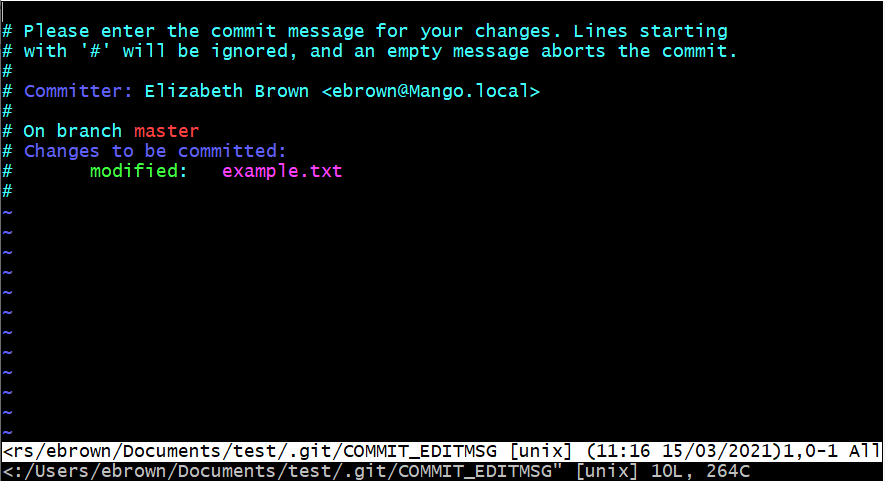 # Please enter the commit message for your changes. Lines starting
# with '#' will be ignored, and an empty message aborts the commit.
#
# Committer: Elizabeth Brown <ebrown@Mango.local>
#
# On branch master
# Changes to be committed:
#       modified:   example.txt
#
~
~
~
~
~
~
~
~
~
~
~
~
<rs/ebrown/Documents/test/.git/COMMIT_EDITMSG [unix] (11:16 15/03/2021)1,0-1 All
<:/Users/ebrown/Documents/test/.git/COMMIT_EDITMSG" [unix] 10L, 264C